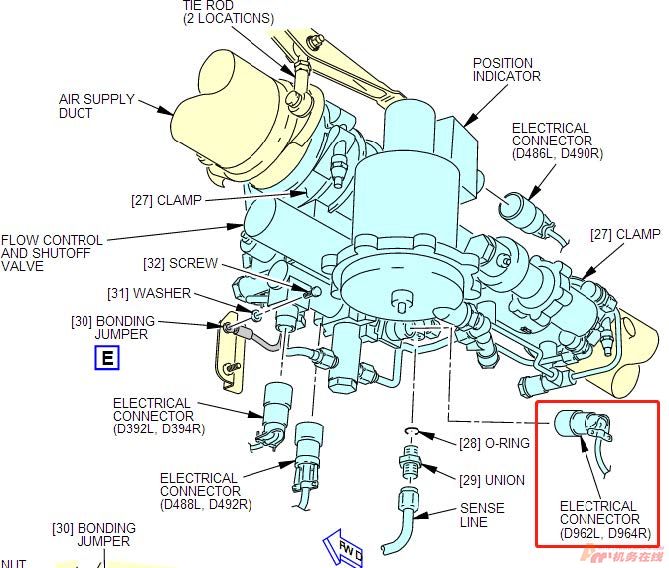 TIE ROD
(2 LOCATIONS)
POSITION
INDICATOR
AIR SUPPLY
DUCT
ELECTRICAL
CONNECTOR
(D486L, D490R)
[27] CLAMP
[27] CLAMP
FLOW CONTROL
AND SHUTOFF
VALVE
[32] SCREW
[31] WASHER
[30] BONDING
JUMPER
E
ELECTRICAL
CONNECTOR
(D392L, D394R)
[28] O-RING
ELECTRICAL
CONNECTOR
(D488L, D492R)
[29] UNION
SENSE
LINE
ELECTRICAL
CONNECTOR
(D962L, D964R)
[30] BONDING
JUMPER
FWD
NUT
机务在线